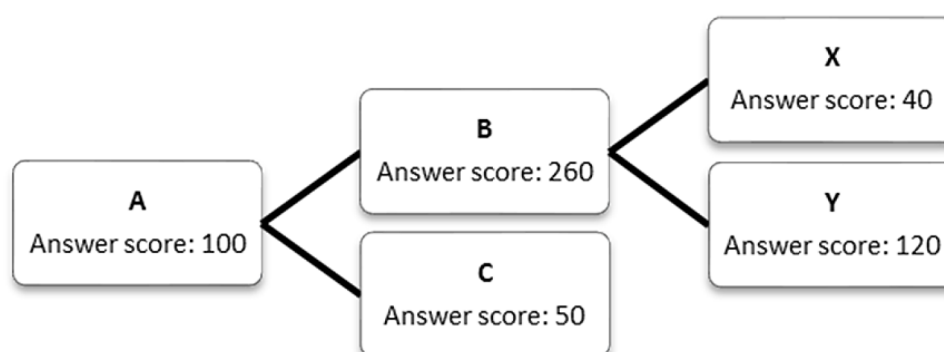 A
Answer score: 100
B
Answer score: 260
C
Answer score: 50
X
Answer score: 40
Y
Answer score: 120